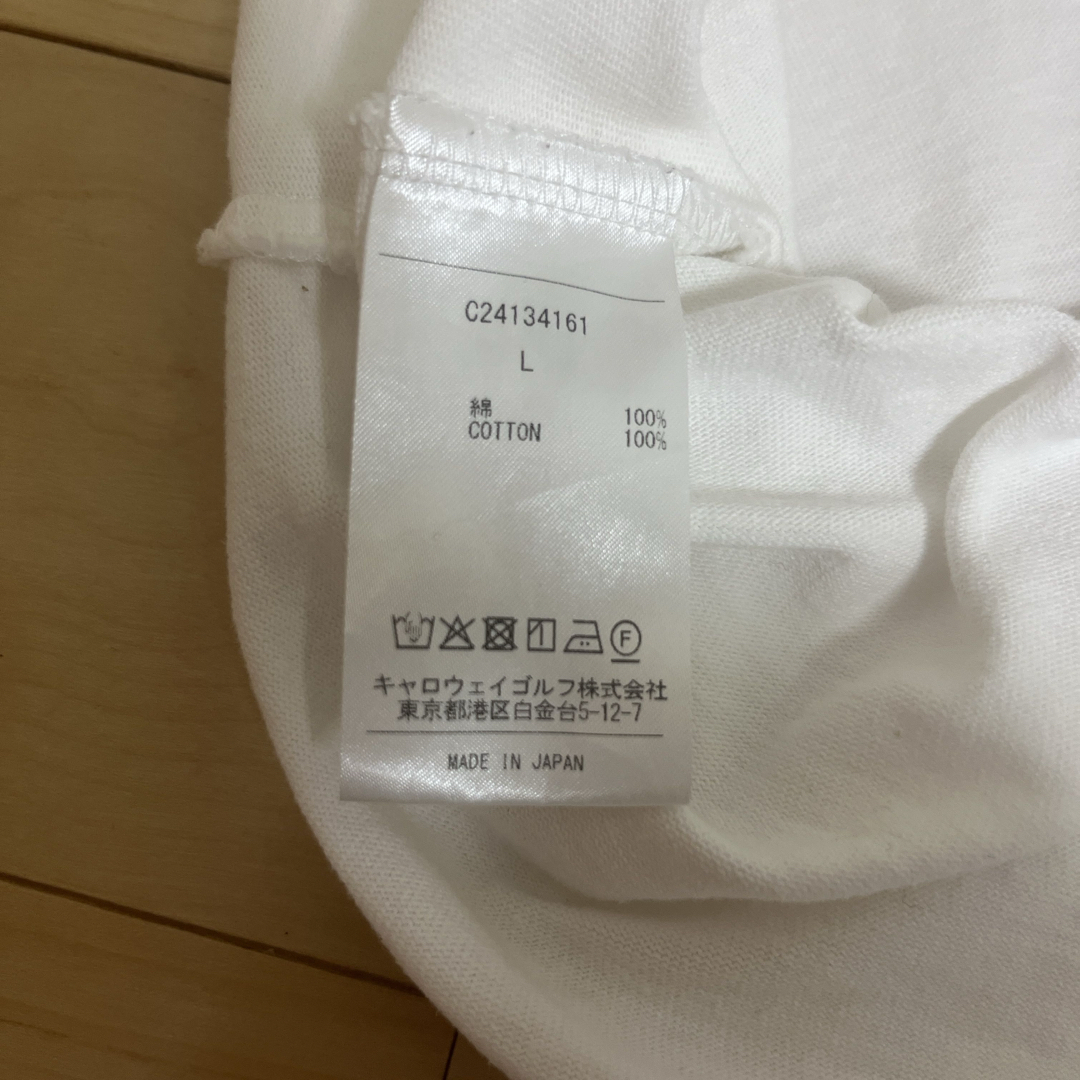 C24134161
L
綿 100%
COTTON 100%
F
キャロウェイゴルフ株式会社
東京都港区白金台5-12-7
MADE IN JAPAN